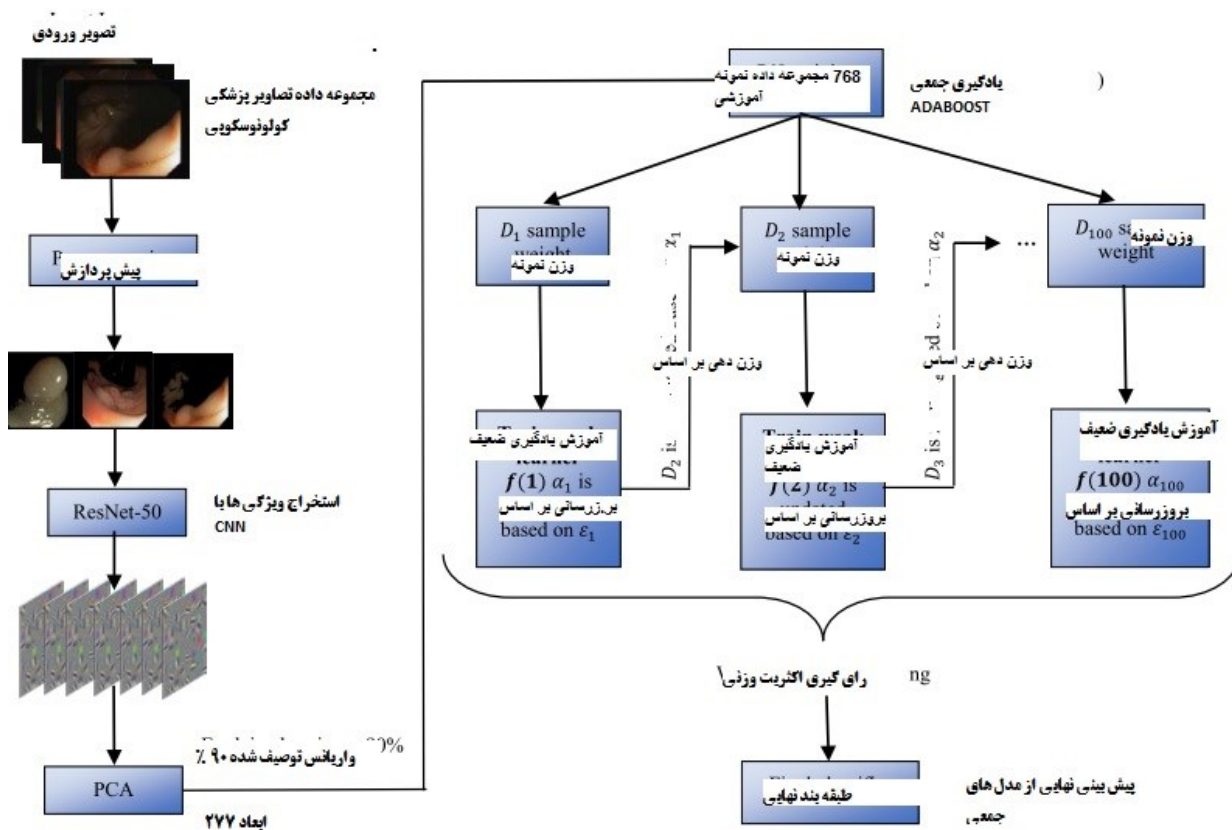 تصویر ورودی
مجموعه داده تصاویر پزشکی
کولونوسکوپی
پیش پردازش
ResNet-50
استخراج ویژگی ها با
CNN
واریانس توصیف شده ۹۰ ٪
PCA
ابعاد ۲۷۷
768 مجموعه داده نمونه
آموزشی
یادگیری جمعی
ADABOOST
)
D₁ sample
وزن نمونه
D₂ sample
وزن نمونه
...
D₁₀₀
وزن نمونه
weight
D₂ is
وزن دهی بر اساس
D₃ is
وزن دهی بر اساس
α₂
آموزش یادگیری ضعیف
f(1) α₁ is
بر اساس
based on ε₁
آموزش یادگیری
ضعیف
f(2) α₂ is
بروزرسانی بر اساس
based on ε₂
آموزش یادگیری ضعیف
f(100) α₁₀₀
بروزرسانی بر اساس
based on ε₁₀₀
رای گیری اکثریت وزنی
ng
طبقه بند نهایی
پیش بینی نهایی از مدل های
جمعی